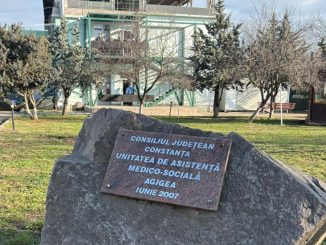 CONSILIUL JUDEȚEAN
CONSTANȚA
UNITATEA DE ASISTENȚĂ
MEDICO-SOCIALĂ
AGIGEA
IUNIE 2007